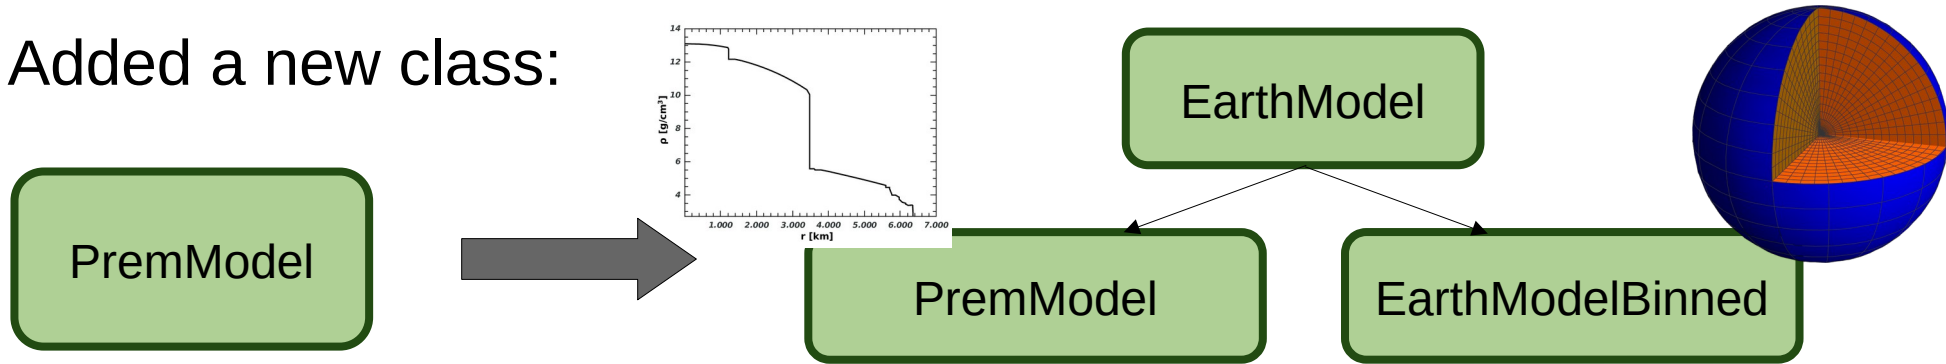 Added a new class:
PremModel
14
12
10
8
6
4
ρ [g/cm³]
1.000 2.000 3.000 4.000 5.000 6.000 7.000
r [km]
EarthModel
PremModel
EarthModelBinned